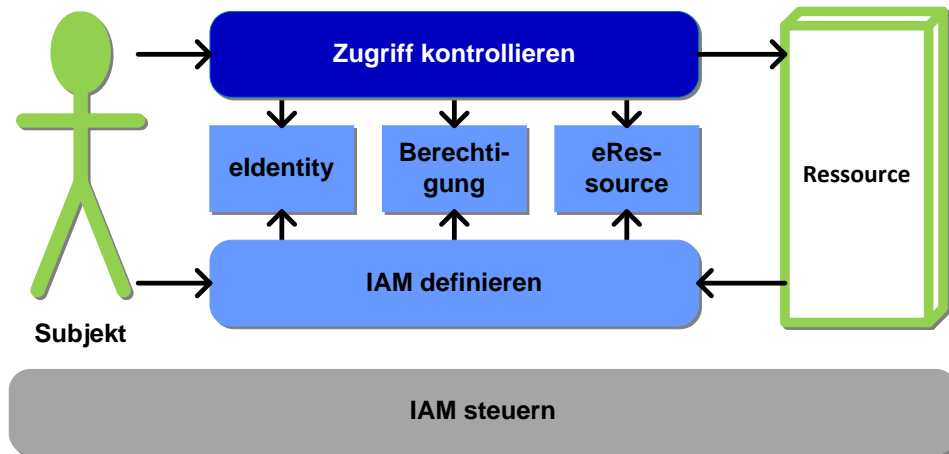 Zugriff kontrollieren
eIdentity
Berechti-
gung
eRes-
source
Ressource
IAM definieren
Subjekt
IAM steuern